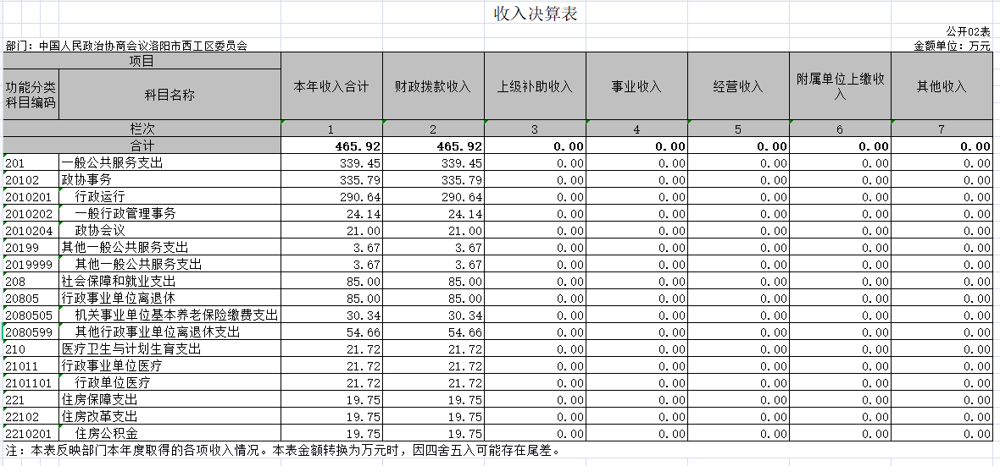 收入决算表
公开02表
部门：中国人民政治协商会议洛阳市西工区委员会 金额单位：万元
项目
功能分类科目编码 科目名称 本年收入合计 财政拨款收入 上级补助收入 事业收入 经营收入 附属单位上缴收入 其他收入
栏次 1 2 3 4 5 6 7
合计 465.92 465.92 0.00 0.00 0.00 0.00 0.00
201 一般公共服务支出 339.45 339.45 0.00 0.00 0.00 0.00 0.00
20102 政协事务 335.79 335.79 0.00 0.00 0.00 0.00 0.00
2010201 行政运行 290.64 290.64 0.00 0.00 0.00 0.00 0.00
2010202 一般行政管理事务 24.14 24.14 0.00 0.00 0.00 0.00 0.00
2010204 政协会议 21.00 21.00 0.00 0.00 0.00 0.00 0.00
20199 其他一般公共服务支出 3.67 3.67 0.00 0.00 0.00 0.00 0.00
2019999 其他一般公共服务支出 3.67 3.67 0.00 0.00 0.00 0.00 0.00
208 社会保障和就业支出 85.00 85.00 0.00 0.00 0.00 0.00 0.00
20805 行政事业单位离退休 85.00 85.00 0.00 0.00 0.00 0.00 0.00
2080505 机关事业单位基本养老保险缴费支出 30.34 30.34 0.00 0.00 0.00 0.00 0.00
2080599 其他行政事业单位离退休支出 54.66 54.66 0.00 0.00 0.00 0.00 0.00
210 医疗卫生与计划生育支出 21.72 21.72 0.00 0.00 0.00 0.00 0.00
21011 行政事业单位医疗 21.72 21.72 0.00 0.00 0.00 0.00 0.00
2101101 行政单位医疗 21.72 21.72 0.00 0.00 0.00 0.00 0.00
221 住房保障支出 19.75 19.75 0.00 0.00 0.00 0.00 0.00
22102 住房改革支出 19.75 19.75 0.00 0.00 0.00 0.00 0.00
2210201 住房公积金 19.75 19.75 0.00 0.00 0.00 0.00 0.00
注：本表反映部门本年度取得的各项收入情况。本表金额转换为万元时，因四舍五入可能存在尾差。